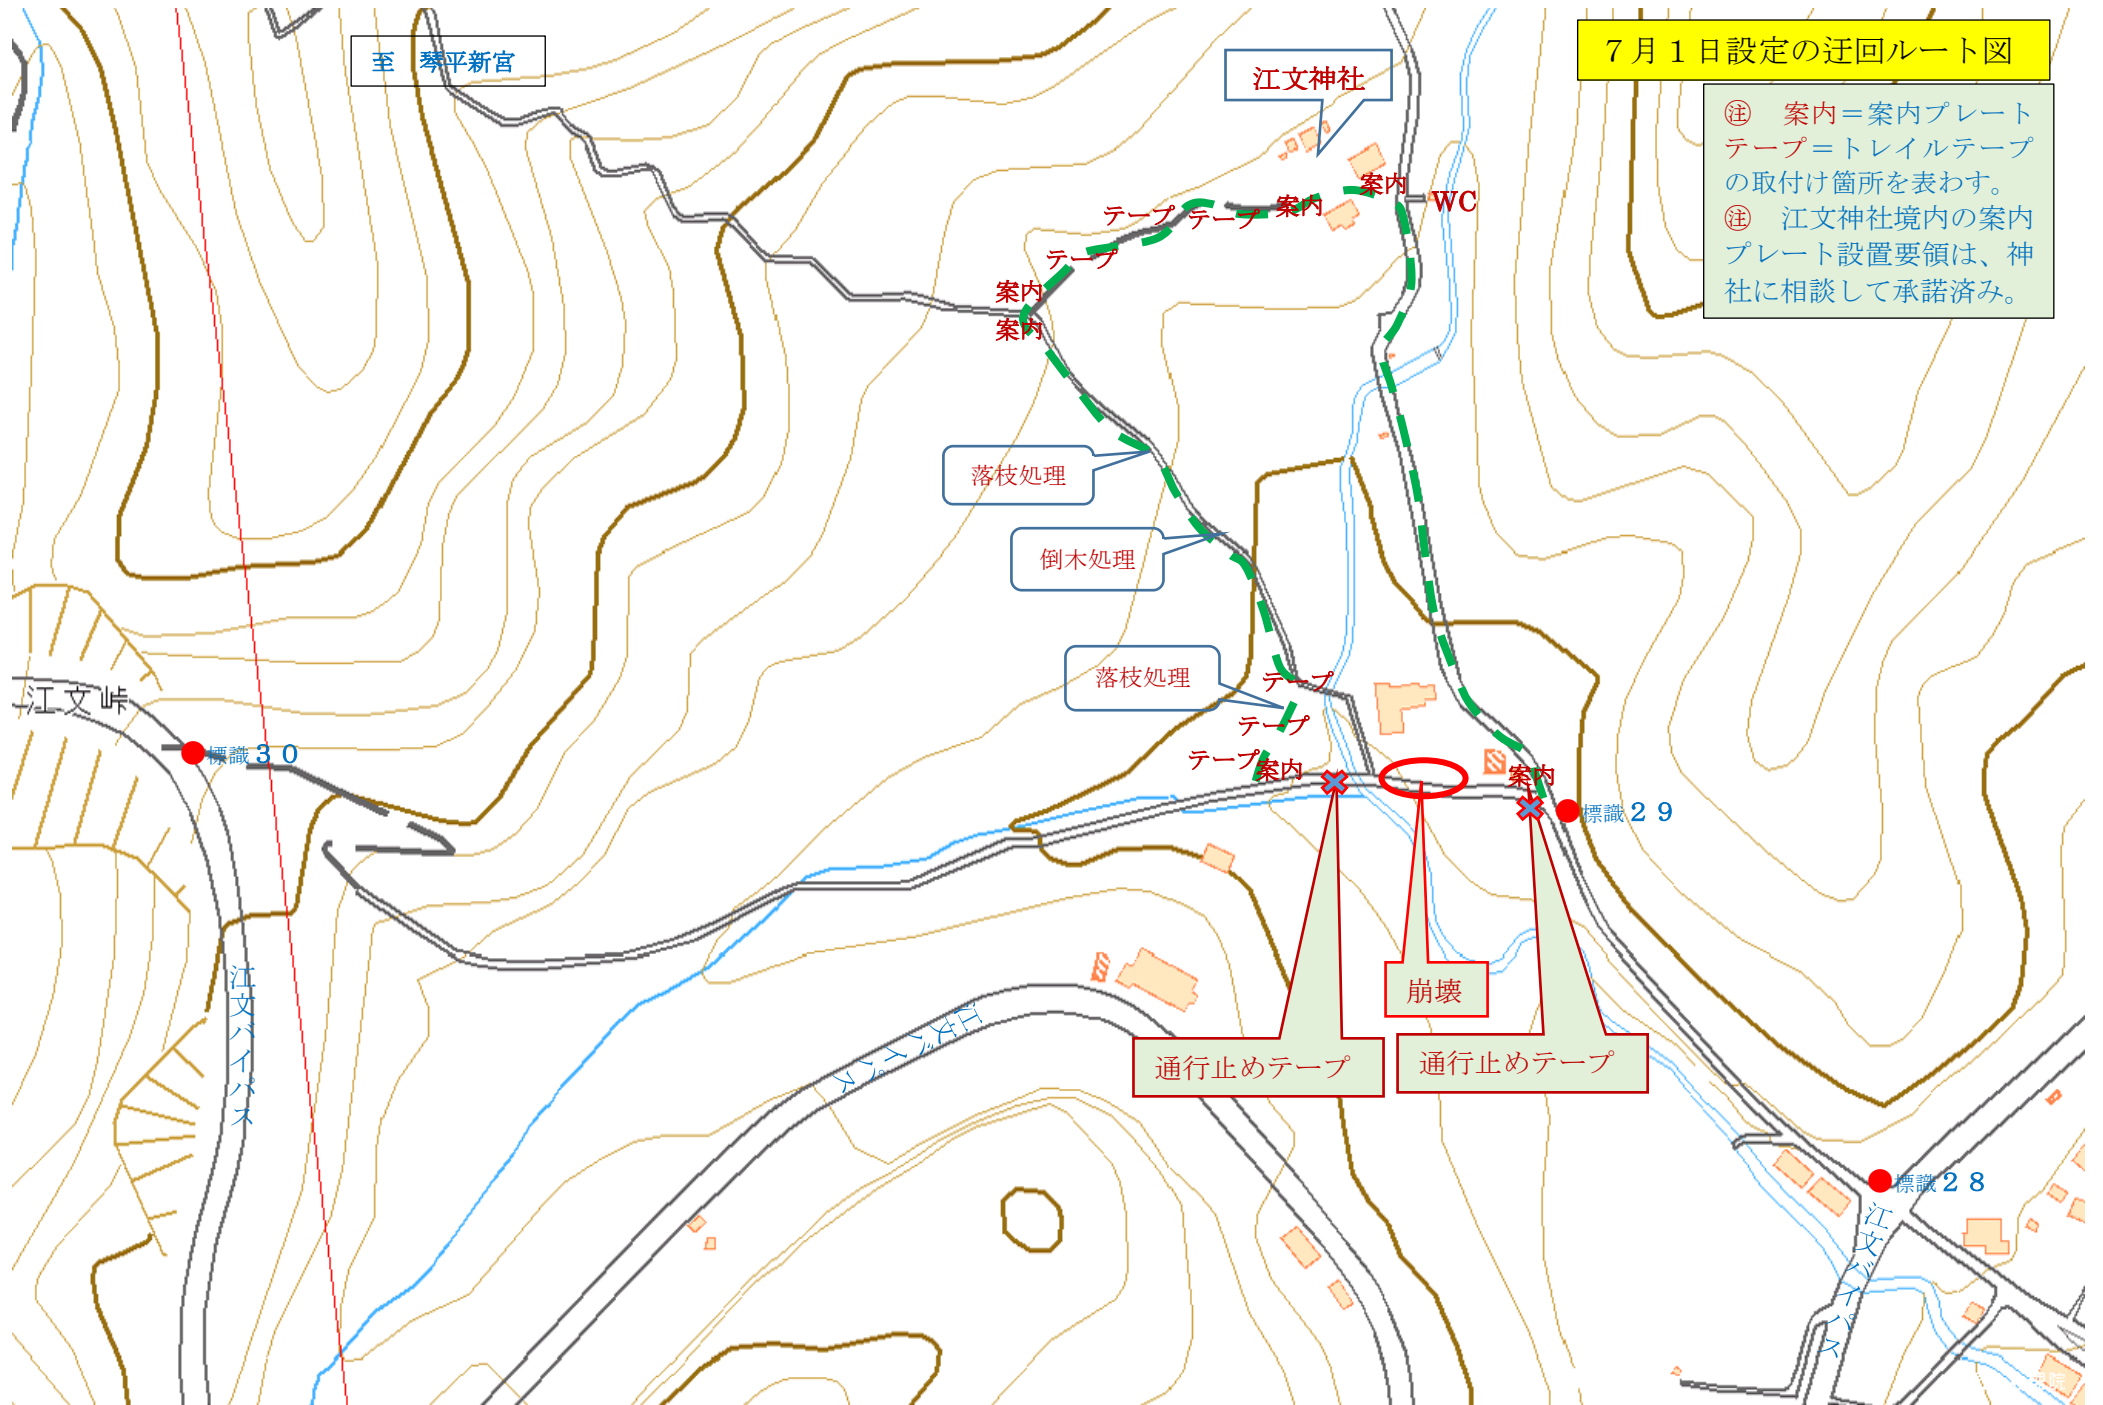 至　琴平新宮
江文神社
７月１日設定の迂回ルート図
㊟　案内＝案内プレート
テープ＝トレイルテープ
の取付け箇所を表わす。
㊟　江文神社境内の案内
プレート設置要領は、神
社に相談して承諾済み。
案内
WC
案内
テープ
テープ
テープ
案内
案内
落枝処理
倒木処理
落枝処理
テープ
テープ
テープ
案内
案内
江文峠
標識３０
標識２９
江文バイパス
江文バイパス
崩壊
通行止めテープ
通行止めテープ
標識２８
江文バイパス